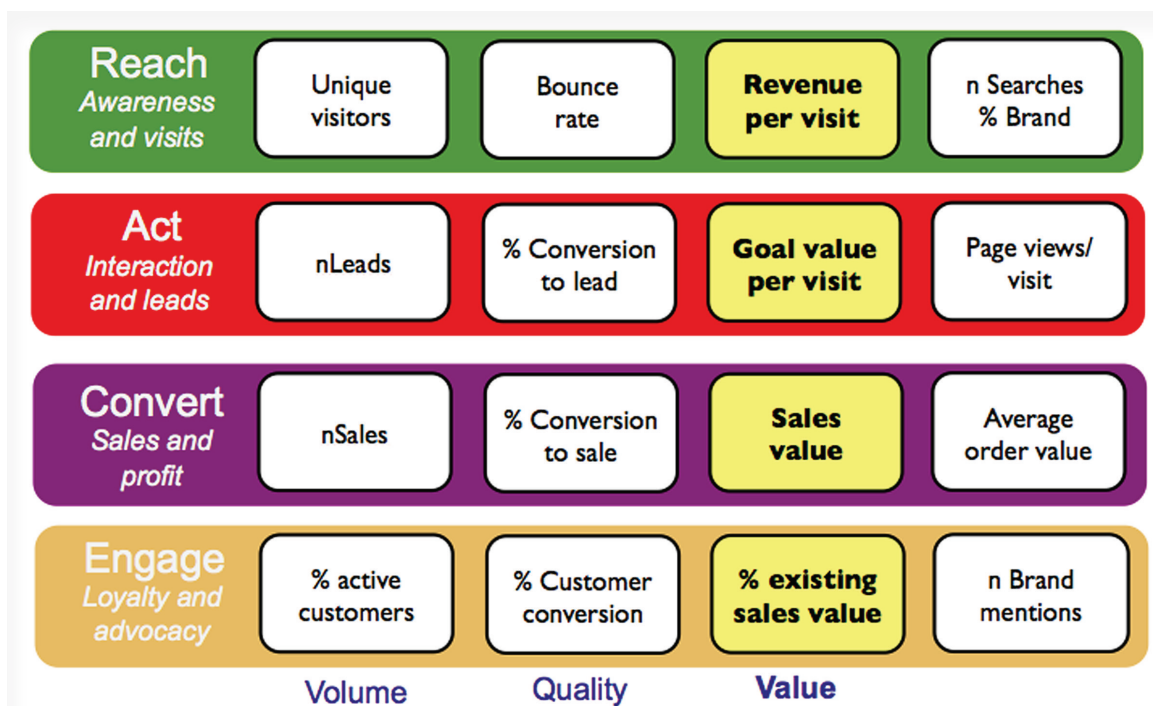 Reach
Awareness
and visits
Unique
visitors
Bounce
rate
Revenue
per visit
n Searches
% Brand
Act
Interaction
and leads
nLeads
% Conversion
to lead
Goal value
per visit
Page views/
visit
Convert
Sales and
profit
nSales
% Conversion
to sale
Sales
value
Average
order value
Engage
Loyalty and
advocacy
% active
customers
% Customer
conversion
% existing
sales value
n Brand
mentions
Volume
Quality
Value